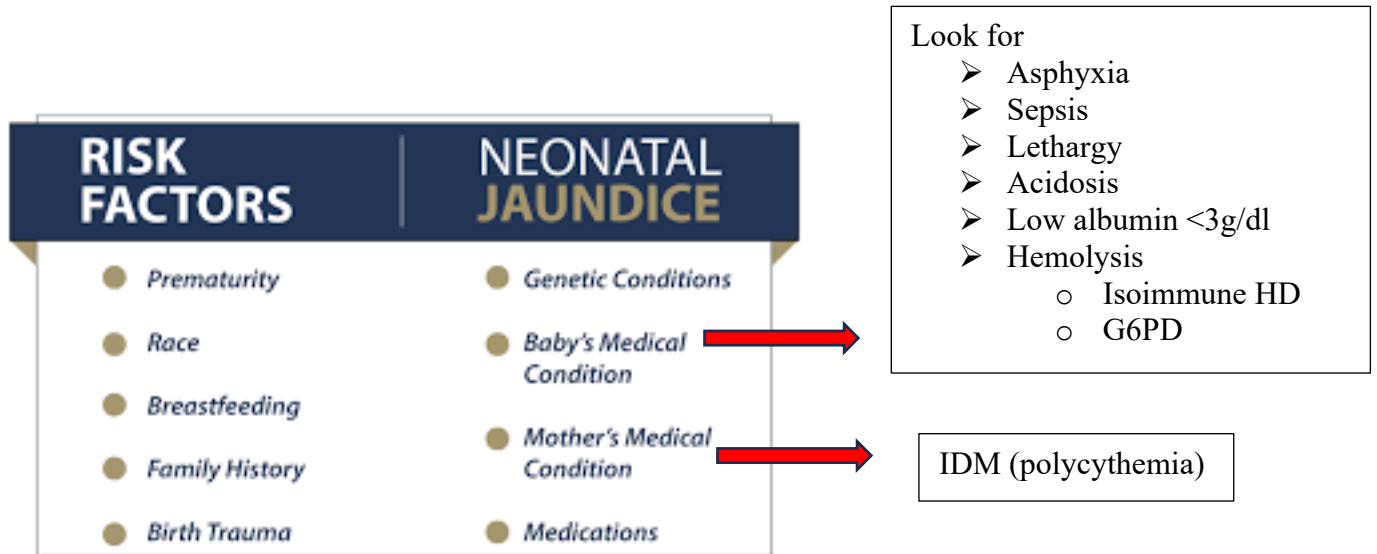 Look for
➢ Asphyxia
➢ Sepsis
➢ Lethargy
➢ Acidosis
➢ Low albumin <3g/dl
➢ Hemolysis
o Isoimmune HD
o G6PD
RISK
FACTORS
NEONATAL
JAUNDICE
Prematurity
Race
Breastfeeding
Family History
Birth Trauma
Genetic Conditions
Baby's Medical
Condition
Mother's Medical
Condition
Medications
IDM (polycythemia)